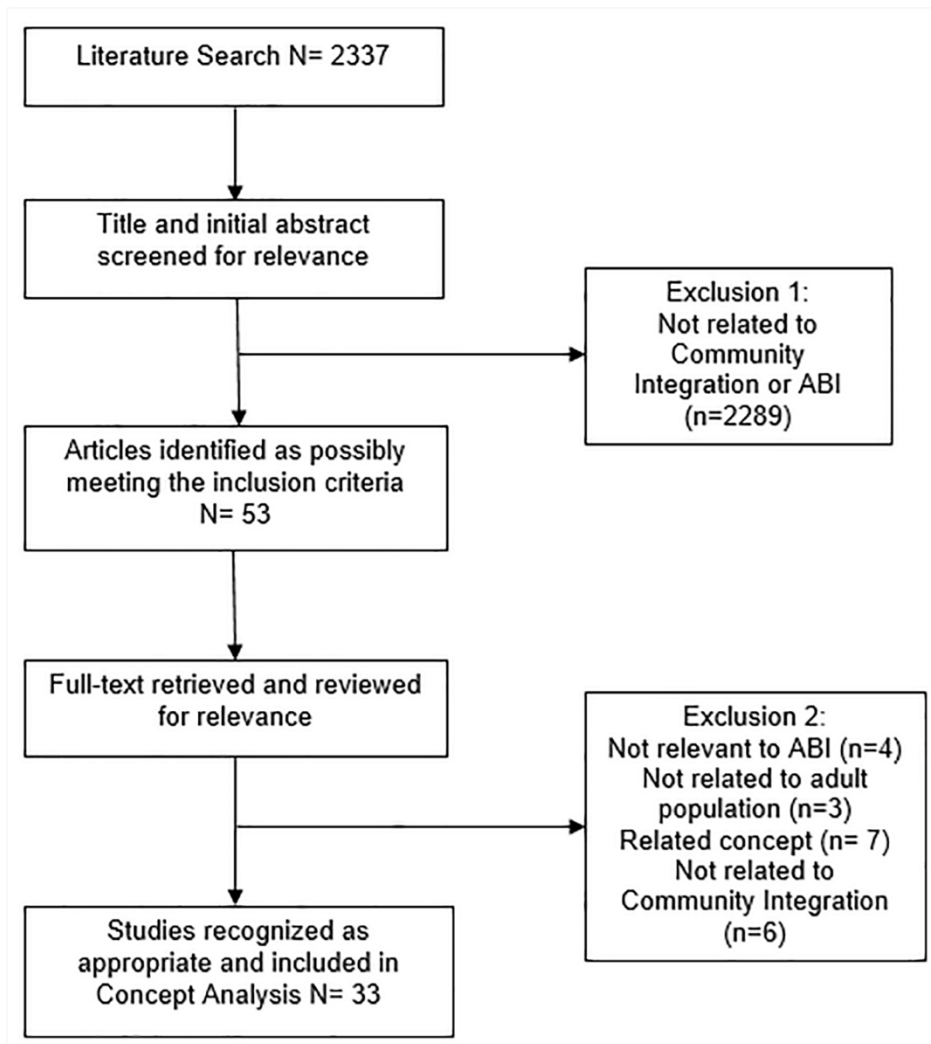 Literature Search N= 2337
Title and initial abstract
screened for relevance
Exclusion 1:
Not related to
Community
Integration or ABI
(n=2289)
Articles identified as possibly
meeting the inclusion criteria
N= 53
Full-text retrieved and reviewed
for relevance
Exclusion 2:
Not relevant to ABI (n=4)
Not related to adult
population (n=3)
Related concept (n= 7)
Not related to
Community Integration
(n=6)
Studies recognized as
appropriate and included in
Concept Analysis N= 33